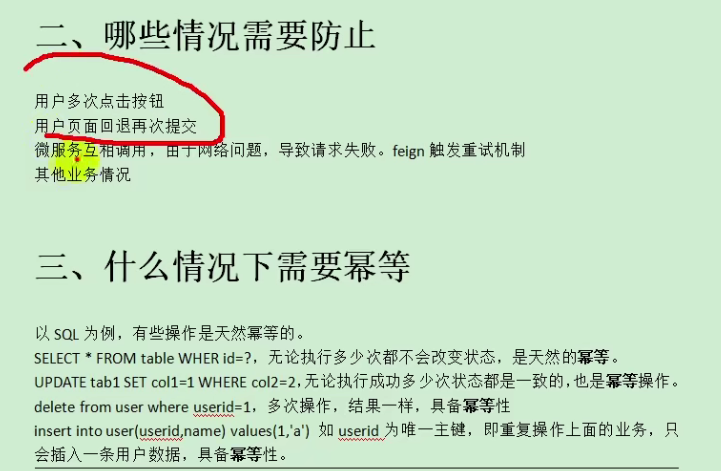 二、哪些情况需要防止
用户多次点击按钮
用户页面回退再次提交
微服务互相调用，由于网络问题，导致请求失败。feign 触发重试机制
其他业务情况
三、什么情况下需要幂等
以 SQL 为例，有些操作是天然幂等的。
SELECT * FROM table WHER id=?，无论执行多少次都不会改变状态，是天然的幂等。
UPDATE tab1 SET col1=1 WHERE col2=2，无论执行成功多少次状态都是一致的，也是幂等操作。
delete from user where userid=1，多次操作，结果一样，具备幂等性
insert into user(userid,name) values(1,'a') 如 userid 为唯一主键，即重复操作上面的业务，只
会插入一条用户数据，具备幂等性。